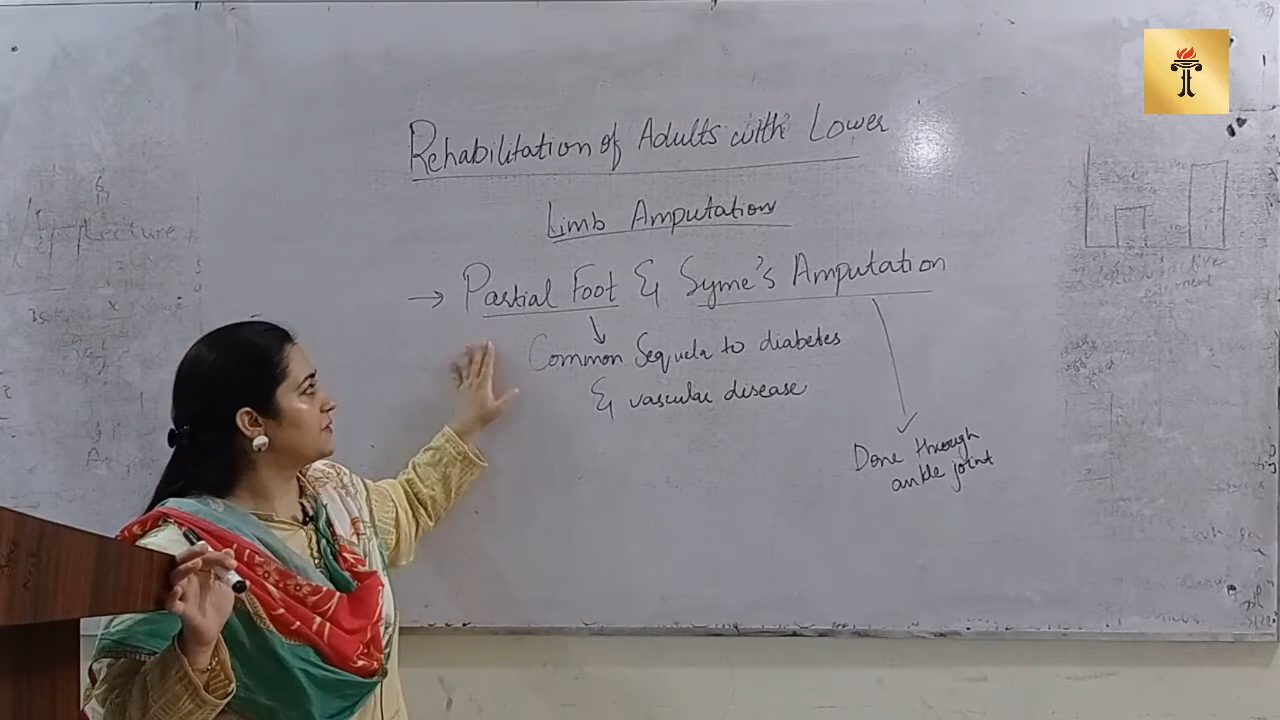 Rehabilitation of Adults with Lower
Limb Amputation
→ Partial Foot & Syme's Amputation
Common Sequela to diabetes
& vascular disease
Done through
ankle joint
Lecture